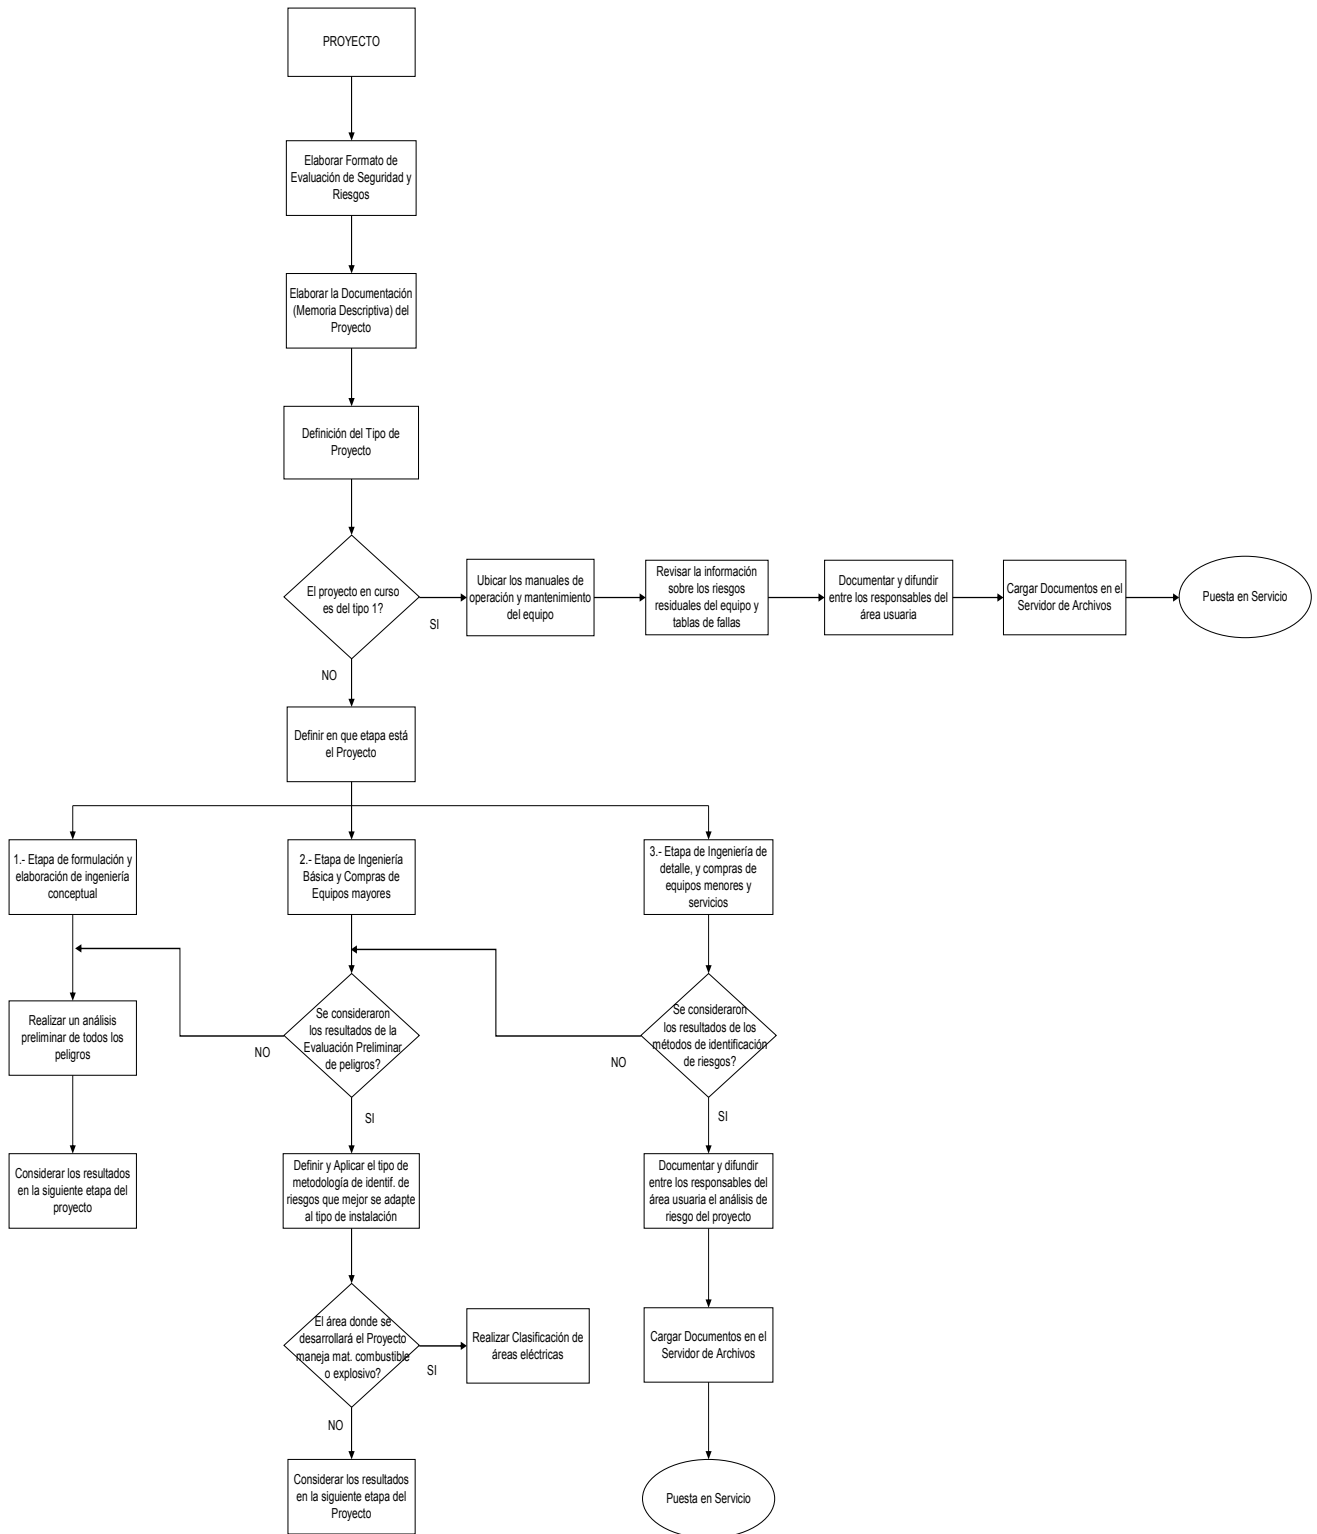 PROYECTO
Elaborar Formato de
Evaluación de Seguridad y
Riesgos
Elaborar la Documentación
(Memoria Descriptiva) del
Proyecto
Definición del Tipo de
Proyecto
El proyecto en curso
es del tipo 1?
SI
NO
Ubicar los manuales de
operación y mantenimiento
del equipo
Revisar la información
sobre los riesgos
residuales del equipo y
tablas de fallas
Documentar y difundir
entre los responsables del
área usuaria
Cargar Documentos en el
Servidor de Archivos
Puesta en Servicio
Definir en que etapa está
el Proyecto
1.- Etapa de formulación y
elaboración de ingeniería
conceptual
2.- Etapa de Ingeniería
Básica y Compras de
Equipos mayores
3.- Etapa de Ingeniería de
detalle, y compras de
equipos menores y
servicios
Realizar un análisis
preliminar de todos los
peligros
Se consideraron
los resultados de la
Evaluación Preliminar
de peligros?
NO
SI
Se consideraron
los resultados de los
métodos de identificación
de riesgos?
NO
SI
Considerar los resultados
en la siguiente etapa del
proyecto
Definir y Aplicar el tipo de
metodología de identif. de
riesgos que mejor se adapte
al tipo de instalación
Documentar y difundir
entre los responsables del
área usuaria el análisis de
riesgo del proyecto
El área donde se
desarrollará el Proyecto
maneja mat. combustible
o explosivo?
SI
NO
Realizar Clasificación de
áreas eléctricas
Cargar Documentos en el
Servidor de Archivos
Considerar los resultados
en la siguiente etapa del
Proyecto
Puesta en Servicio